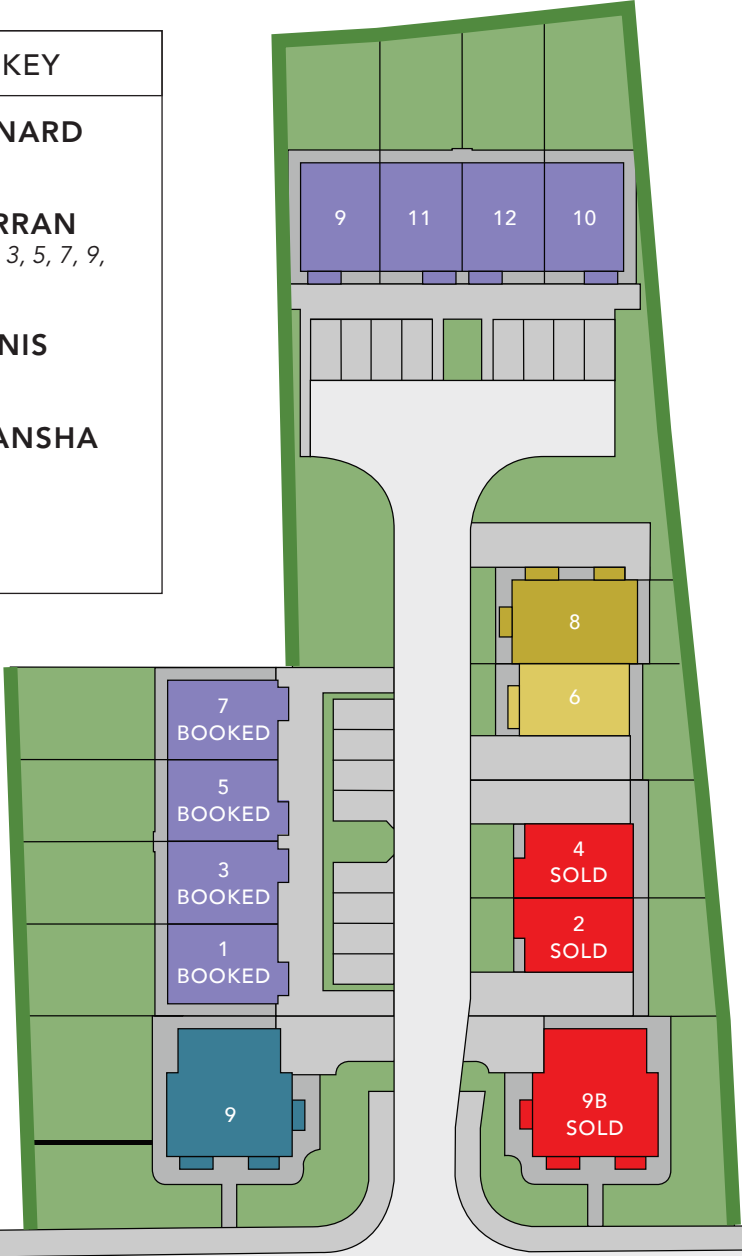 KEY
NARD
RRAN
3, 5, 7, 9,
NIS
ANSHA
9 11 12 10
8
6
7
BOOKED
5
BOOKED
3
BOOKED
1
BOOKED
4
SOLD
2
SOLD
9
9B
SOLD